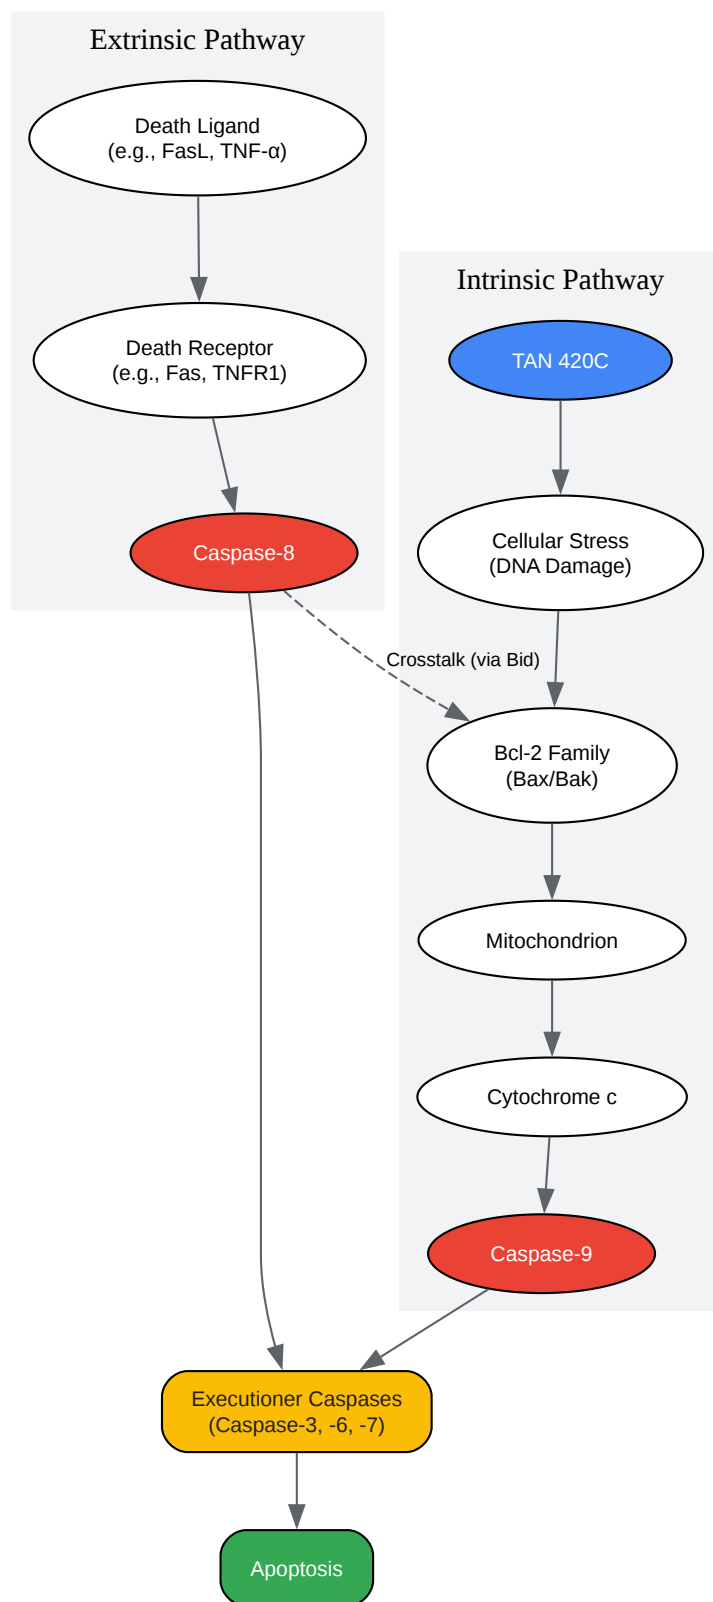 Extrinsic Pathway
Death Ligand
(e.g., FasL, TNF-α)
Death Receptor
(e.g., Fas, TNFR1)
Caspase-8
Intrinsic Pathway
TAN 420C
Cellular Stress
(DNA Damage)
Crosstalk (via Bid)
Bcl-2 Family
(Bax/Bak)
Mitochondrion
Cytochrome c
Caspase-9
Executioner Caspases
(Caspase-3, -6, -7)
Apoptosis